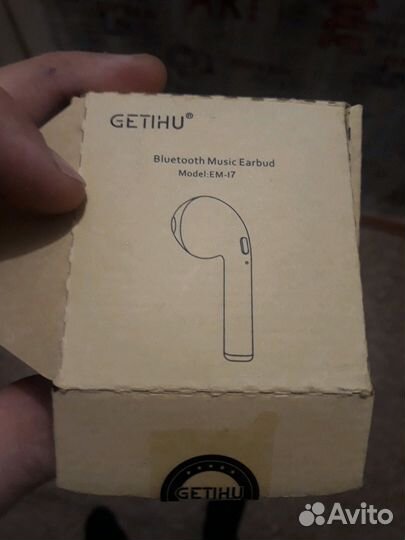 GETIHU®
Bluetooth Music Earbud
Model:EM-I7
GETIHU
Avito